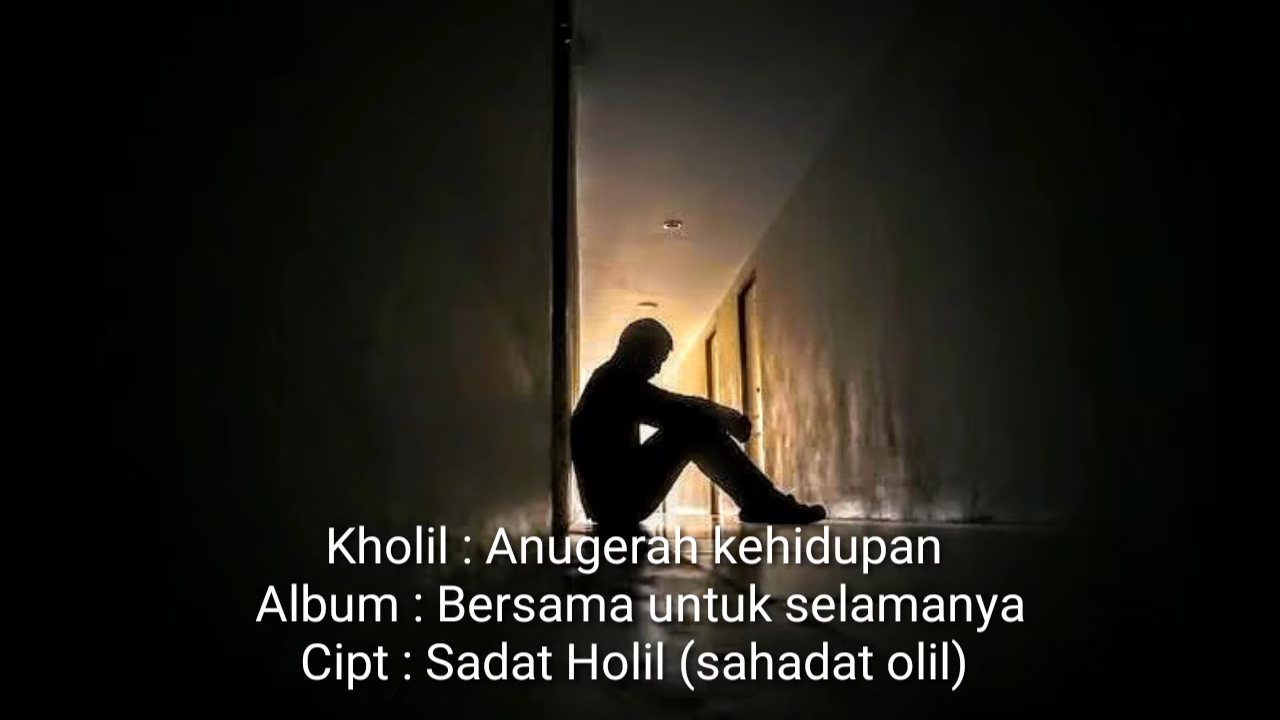 Kholil : Anugerah kehidupan
Album : Bersama untuk selamanya
Cipt : Sadat Holil (sahadat olil)